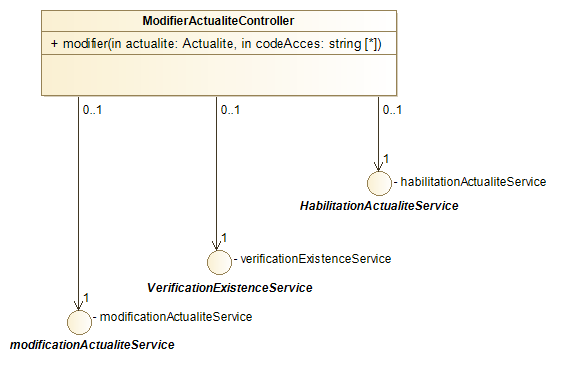 ModifierActualiteController
+ modifier(in actualite: Actualite, in codeAcces: string [*])
0..1
0..1
0..1
1
- habilitationActualiteService
HabilitationActualiteService
1
- verificationExistenceService
VerificationExistenceService
1
- modificationActualiteService
modificationActualiteService